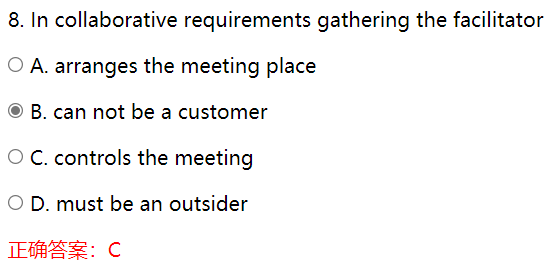 8. In collaborative requirements gathering the facilitator
A. arranges the meeting place
B. can not be a customer
C. controls the meeting
D. must be an outsider
正确答案：C